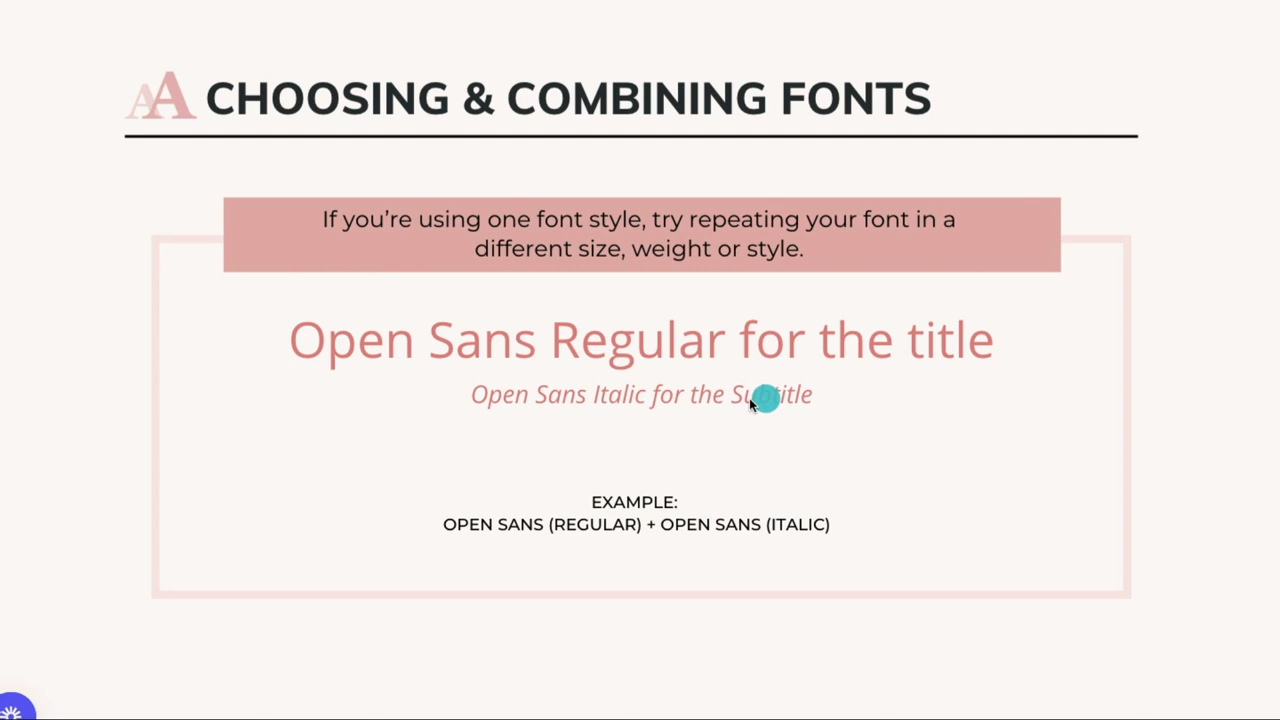 AA CHOOSING & COMBINING FONTS
If you’re using one font style, try repeating your font in a
different size, weight or style.
Open Sans Regular for the title
Open Sans Italic for the Subtitle
EXAMPLE:
OPEN SANS (REGULAR) + OPEN SANS (ITALIC)